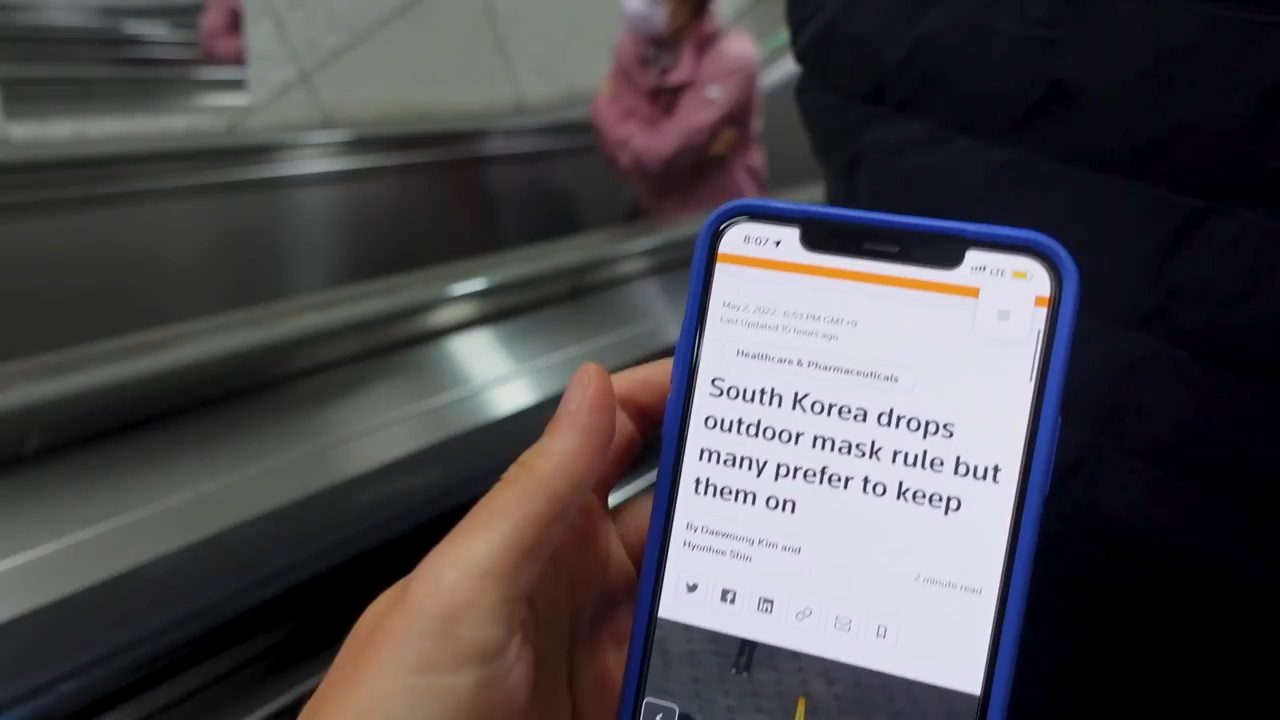 8:07
LTE
May 2, 2022 · 6:53 PM GMT+9
Last Updated 10 hours ago
Healthcare & Pharmaceuticals
South Korea drops
outdoor mask rule but
many prefer to keep
them on
By Daewoung Kim and
Hyonhee Shin
2 minute read